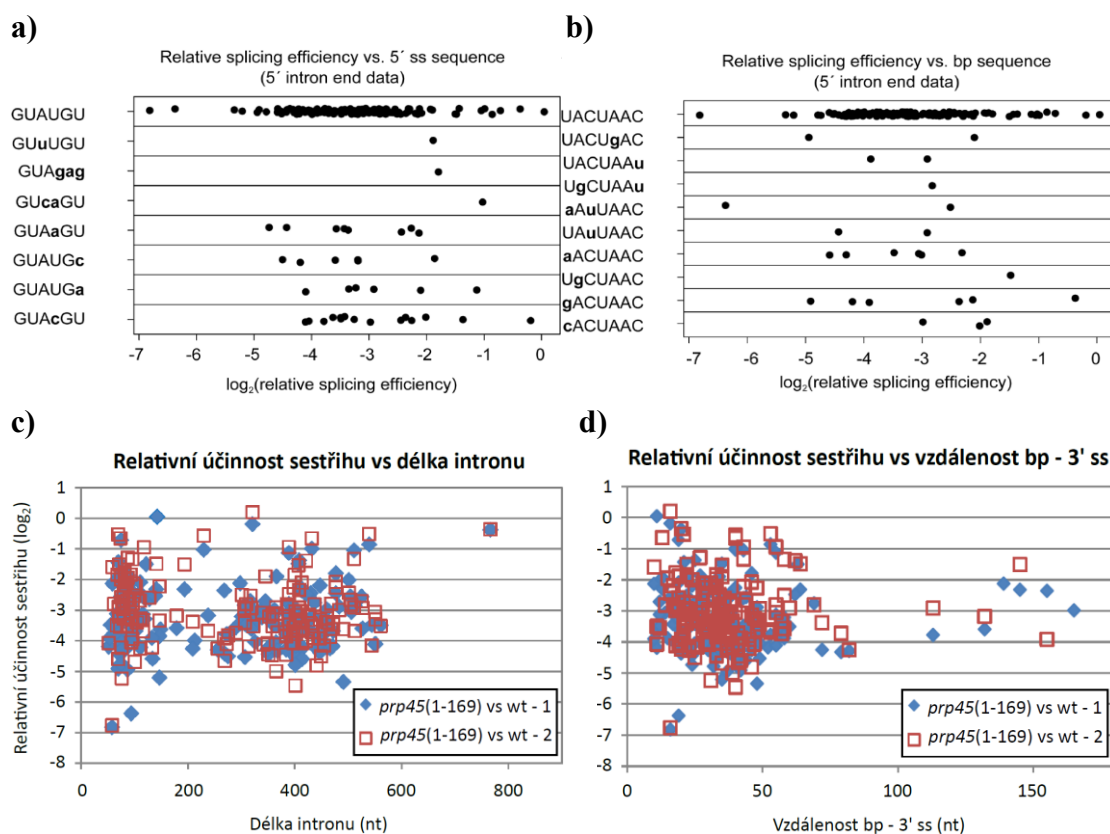 a)
Relative splicing efficiency vs. 5´ ss sequence
(5´ intron end data)
GUAUGU
GUuUGU
GUAgag
GUcaGU
GUAaGU
GUAUGc
GUAUGa
GUAcGU
-7 -6 -5 -4 -3 -2 -1 0
log2(relative splicing efficiency)
b)
Relative splicing efficiency vs. bp sequence
(5´ intron end data)
UACUAAC
UACUgAC
UACUAAu
UgCUAAu
aAuUAAC
UAuUAAC
aACUAAC
UgCUAAC
gACUAAC
cACUAAC
-7 -6 -5 -4 -3 -2 -1 0
log2(relative splicing efficiency)
c)
Relativní účinnost sestřihu vs délka intronu
Relativní účinnost sestřihu (log2)
1
0
-1
-2
-3
-4
-5
-6
-7
-8
prp45(1-169) vs wt - 1
prp45(1-169) vs wt - 2
0 200 400 600 800
Délka intronu (nt)
d)
Relativní účinnost sestřihu vs vzdálenost bp - 3' ss
1
0
-1
-2
-3
-4
-5
-6
-7
-8
prp45(1-169) vs wt - 1
prp45(1-169) vs wt - 2
0 50 100 150
Vzdálenost bp - 3' ss (nt)